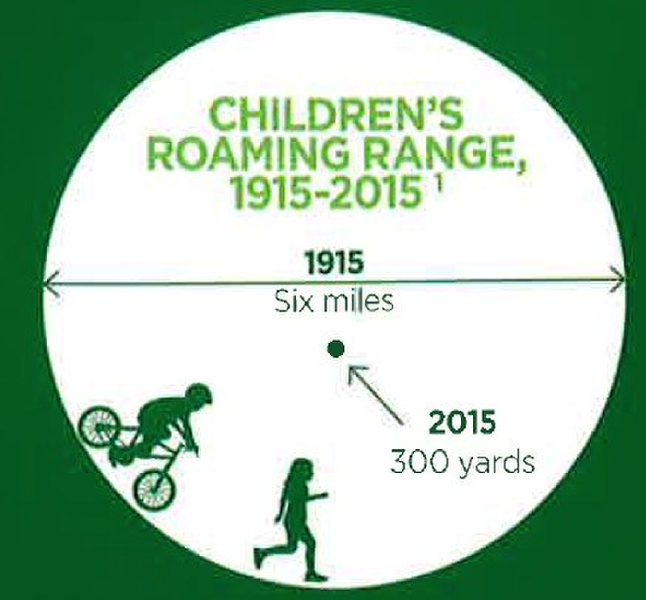 CHILDREN'S
ROAMING RANGE,
1915-2015 1
1915
Six miles
2015
300 yards